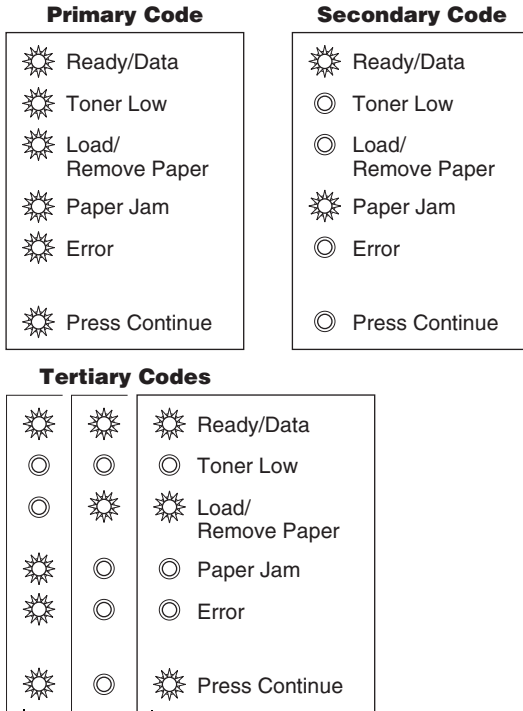 Primary Code
Ready/Data
Toner Low
Load/
Remove Paper
Paper Jam
Error
Press Continue
Secondary Code
Ready/Data
Toner Low
Load/
Remove Paper
Paper Jam
Error
Press Continue
Tertiary Codes
Ready/Data
Toner Low
Load/
Remove Paper
Paper Jam
Error
Press Continue